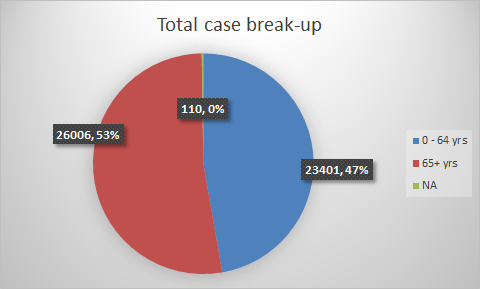 Total case break-up
110, 0%
26006, 53%
23401, 47%
0 - 64 yrs
65+ yrs
NA